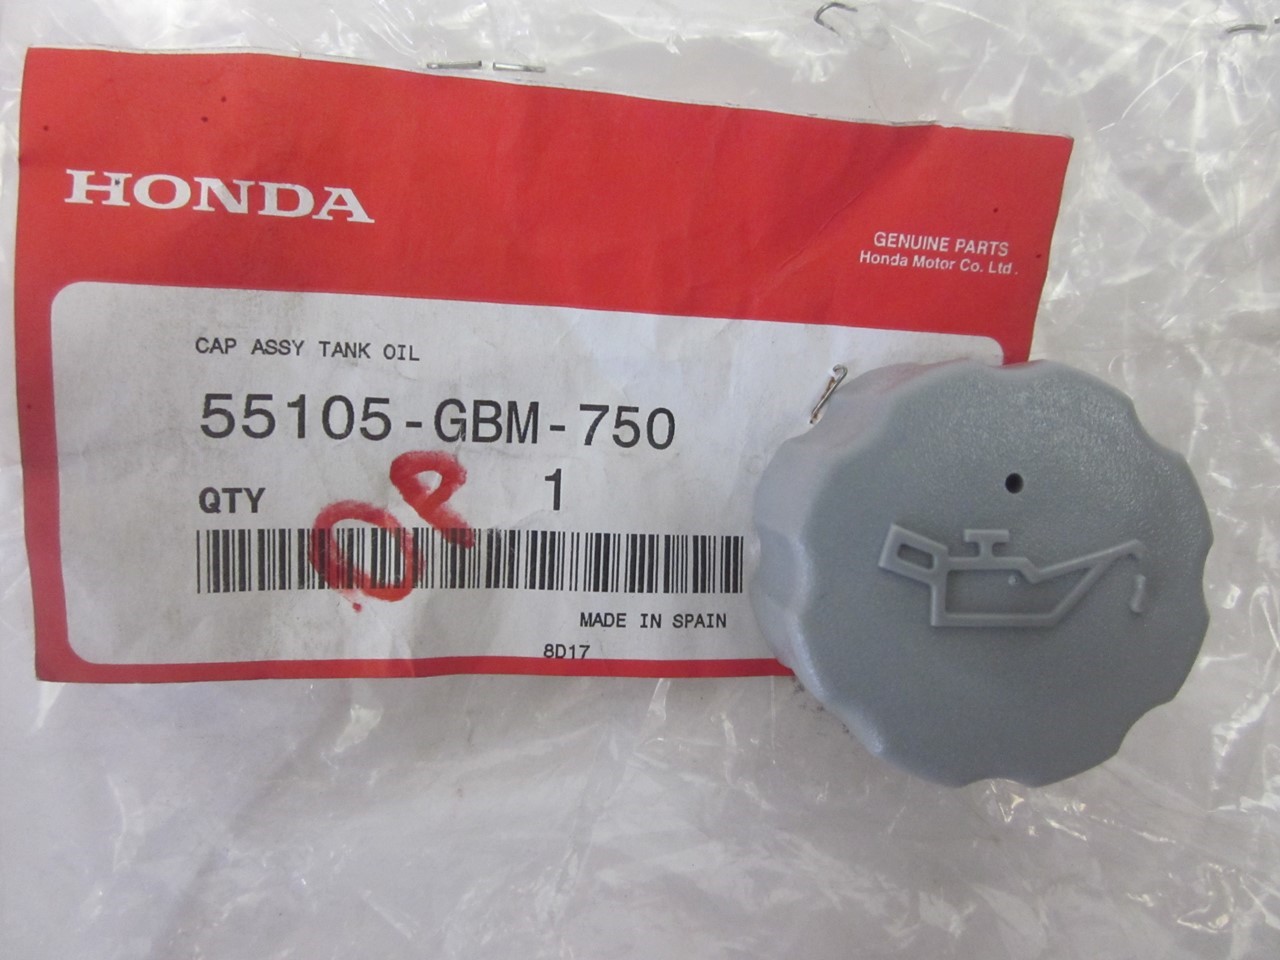 HONDA
GENUINE PARTS
Honda Motor Co. Ltd.
CAP ASSY TANK OIL
55105-GBM-750
QTY 1
OP
MADE IN SPAIN
8D17